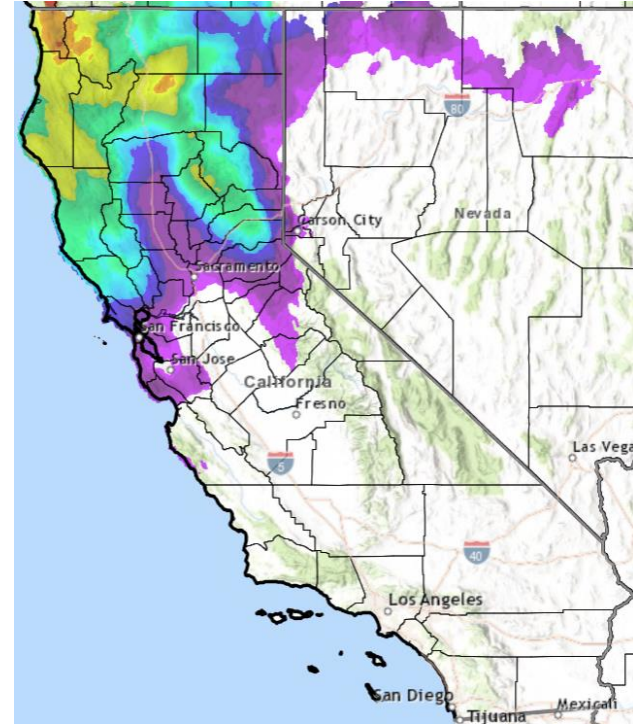 80
Carson City
Nevada
Sacramento
San Francisco
San Jose
California
Fresno
Las Vega
5
40
Los Angeles
San Diego
Tijuana
Mexicali